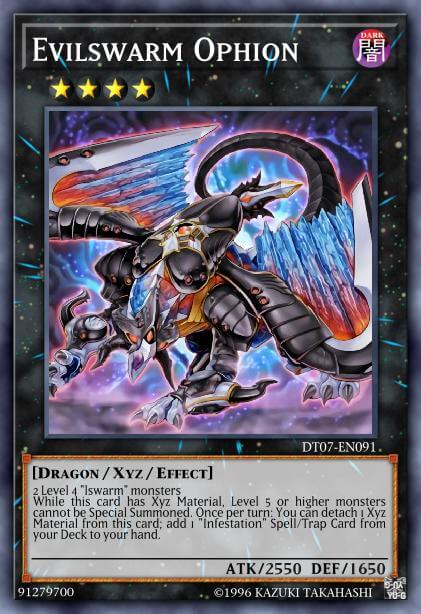 Evilswarm Ophion
DARK
闇
DT07-EN091
[Dragon / Xyz / Effect]
2 Level 4 "lswarm" monsters
While this card has Xyz Material, Level 5 or higher monsters
cannot be Special Summoned. Once per turn: You can detach 1 Xyz
Material from this card; add 1 "Infestation" Spell/Trap Card from
your Deck to your hand.
ATK/2550 DEF/1650
91279700
©1996 KAZUKI TAKAHASHI